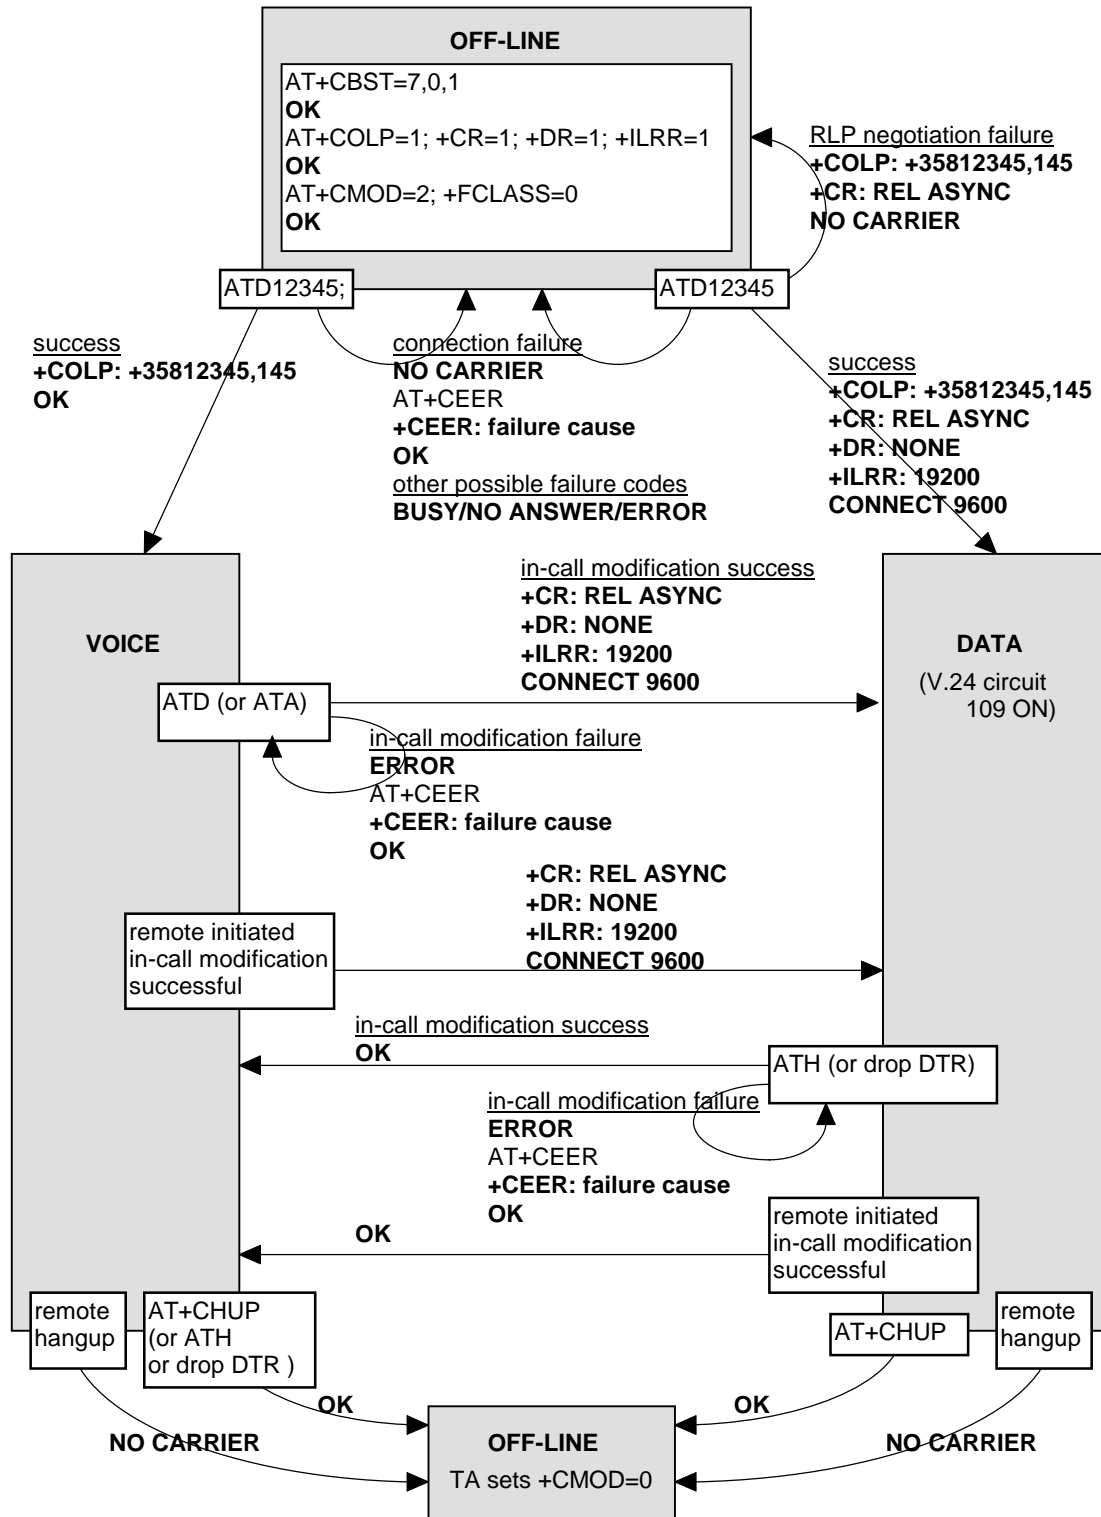 OFF-LINE
AT+CBST=7,0,1
OK
AT+COLP=1; +CR=1; +DR=1; +ILRR=1
OK
AT+CMOD=2; +FCLASS=0
OK
RLP negotiation failure
+COLP: +35812345,145
+CR: REL ASYNC
NO CARRIER
ATD12345;
ATD12345
success
+COLP: +35812345,145
OK
connection failure
NO CARRIER
AT+CEER
+CEER: failure cause
OK
other possible failure codes
BUSY/NO ANSWER/ERROR
success
+COLP: +35812345,145
+CR: REL ASYNC
+DR: NONE
+ILRR: 19200
CONNECT 9600
VOICE
in-call modification success
+CR: REL ASYNC
+DR: NONE
+ILRR: 19200
CONNECT 9600
DATA
(V.24 circuit
109 ON)
ATD (or ATA)
in-call modification failure
ERROR
AT+CEER
+CEER: failure cause
OK
+CR: REL ASYNC
+DR: NONE
+ILRR: 19200
CONNECT 9600
remote initiated
in-call modification
successful
in-call modification success
OK
ATH (or drop DTR)
in-call modification failure
ERROR
AT+CEER
+CEER: failure cause
OK
remote initiated
in-call modification
successful
OK
remote
hangup
AT+CHUP
(or ATH
or drop DTR )
AT+CHUP
remote
hangup
OK
OK
NO CARRIER
NO CARRIER
OFF-LINE
TA sets +CMOD=0